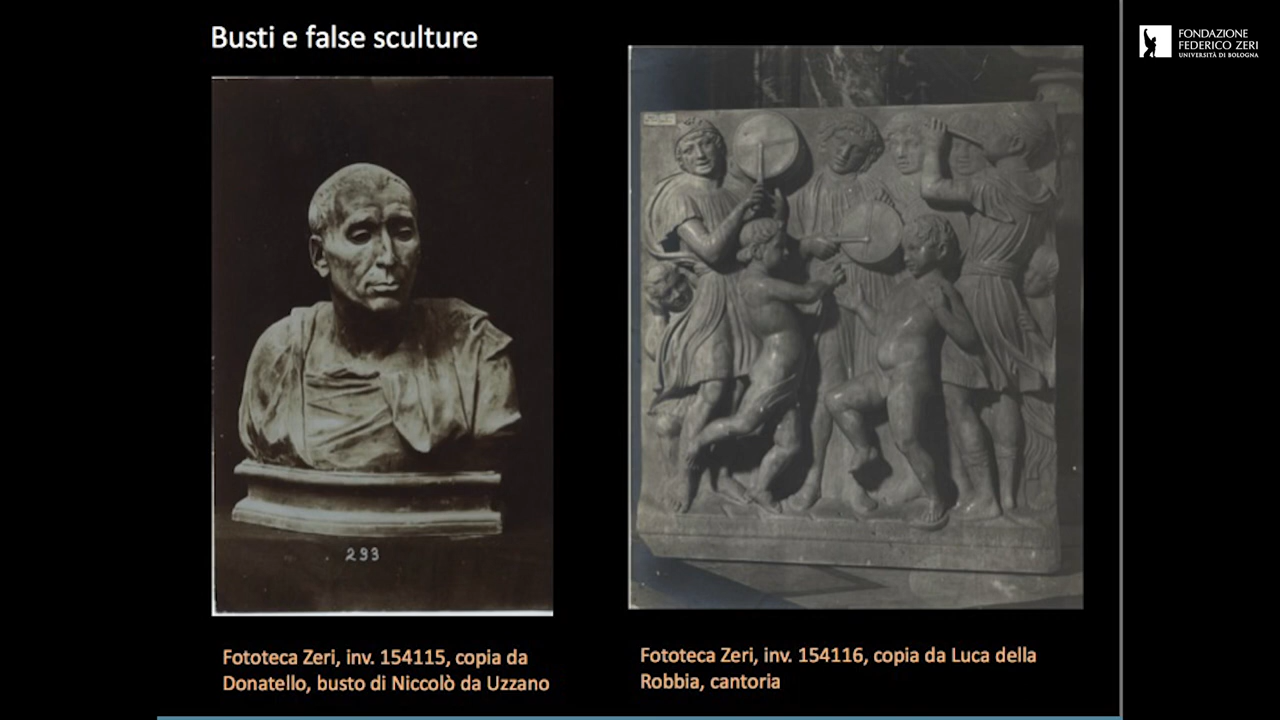 Busti e false sculture
FONDAZIONE
FEDERICO ZERI
UNIVERSITÀ DI BOLOGNA
293
Fototeca Zeri, inv. 154115, copia da
Donatello, busto di Niccolò da Uzzano
Fototeca Zeri, inv. 154116, copia da Luca della
Robbia, cantoria